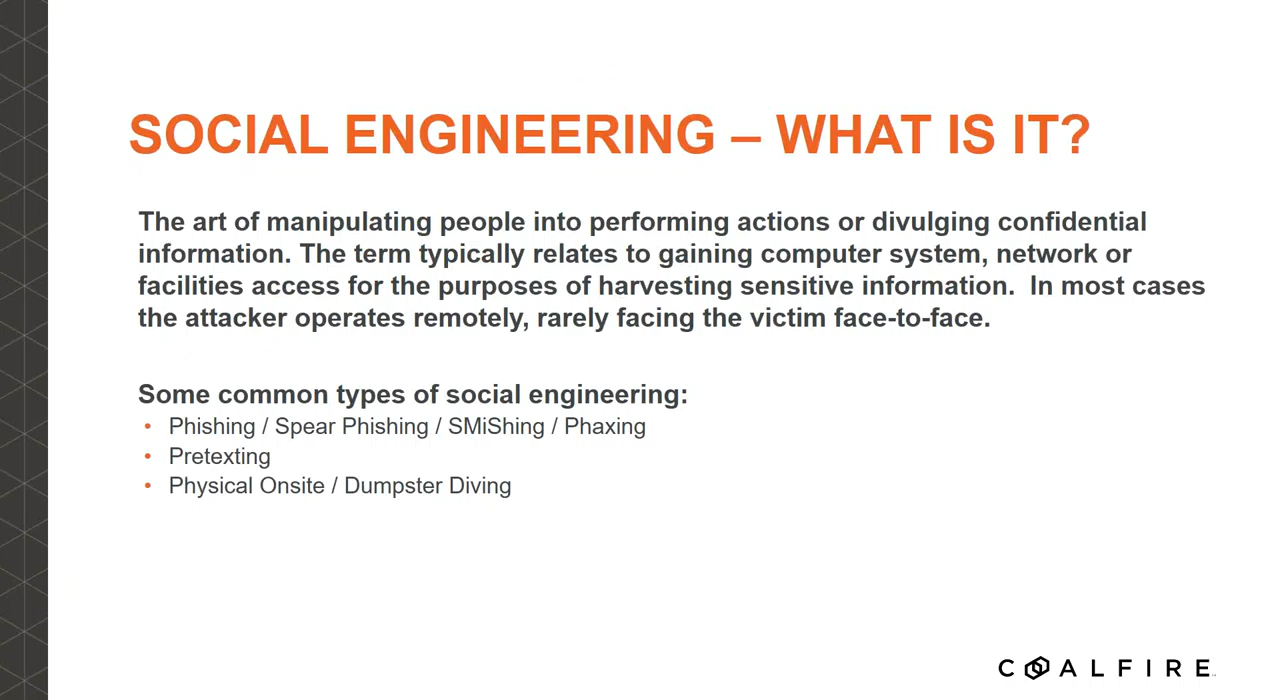 SOCIAL ENGINEERING – WHAT IS IT?
The art of manipulating people into performing actions or divulging confidential
information. The term typically relates to gaining computer system, network or
facilities access for the purposes of harvesting sensitive information.  In most cases
the attacker operates remotely, rarely facing the victim face-to-face.
Some common types of social engineering:
• Phishing / Spear Phishing / SMiShing / Phaxing
• Pretexting
• Physical Onsite / Dumpster Diving
COALFIRE